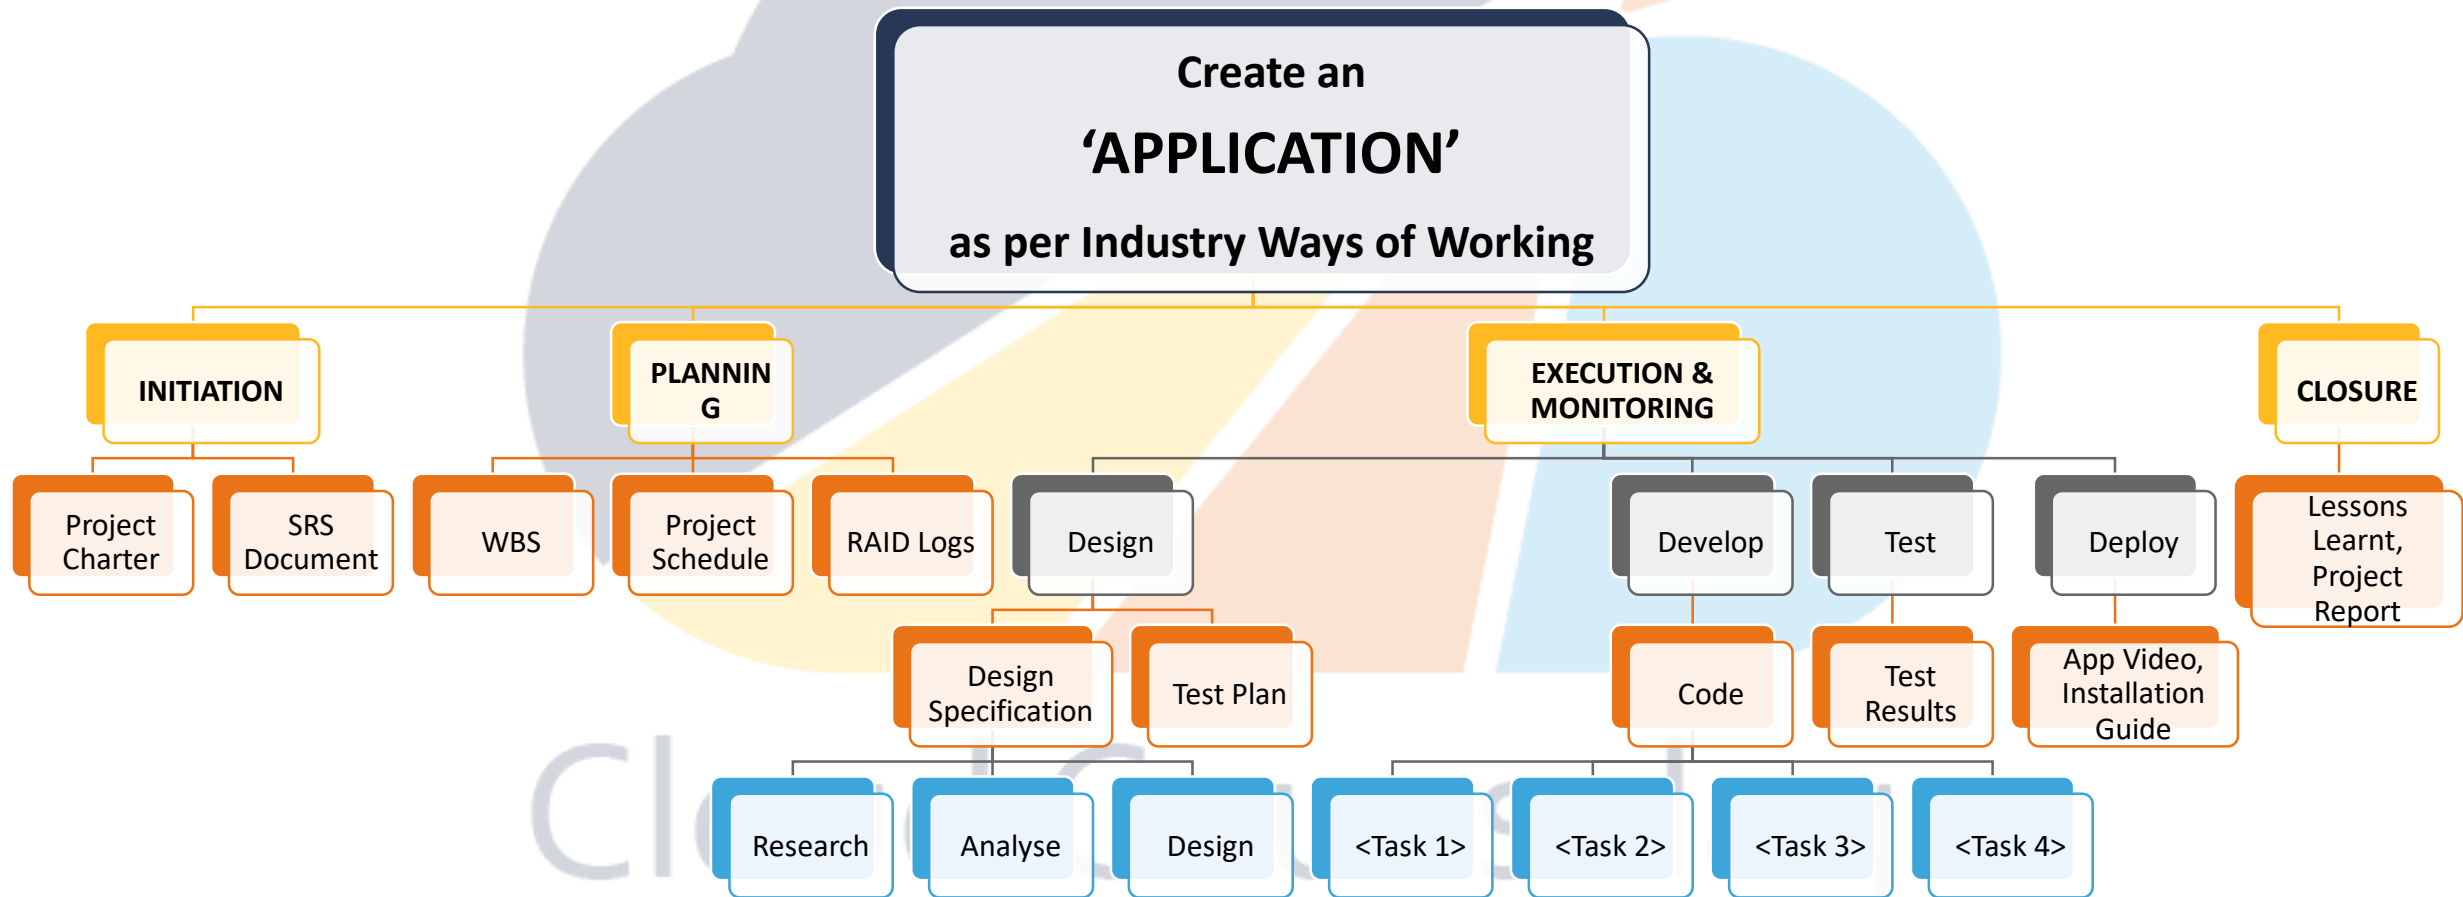 Create an
‘APPLICATION’
as per Industry Ways of Working
INITIATION
PLANNIN
G
EXECUTION &
MONITORING
CLOSURE
Project
Charter
SRS
Document
WBS
Project
Schedule
RAID Logs
Design
Develop
Test
Deploy
Lessons
Learnt,
Project
Report
Design
Specification
Test Plan
Code
Test
Results
App Video,
Installation
Guide
Research
Analyse
Design
<Task 1>
<Task 2>
<Task 3>
<Task 4>